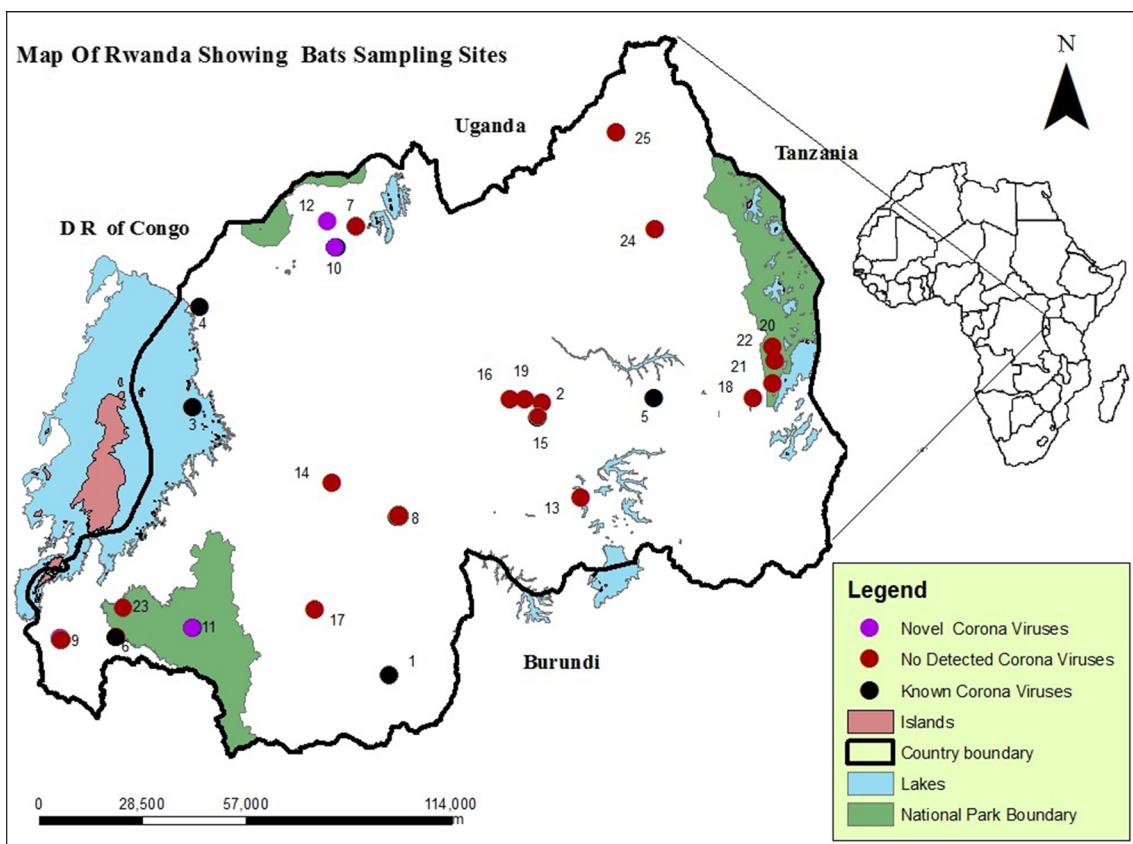 Map Of Rwanda Showing Bats Sampling Sites
N
Uganda
Tanzania
D R of Congo
Burundi
25
12
7
24
10
4
20
22
21
16
19
2
18
3
5
15
14
13
8
23
17
11
9
6
1
Legend
Novel Corona Viruses
No Detected Corona Viruses
Known Corona Viruses
Islands
Country boundary
Lakes
National Park Boundary
0 28,500 57,000 114,000
m